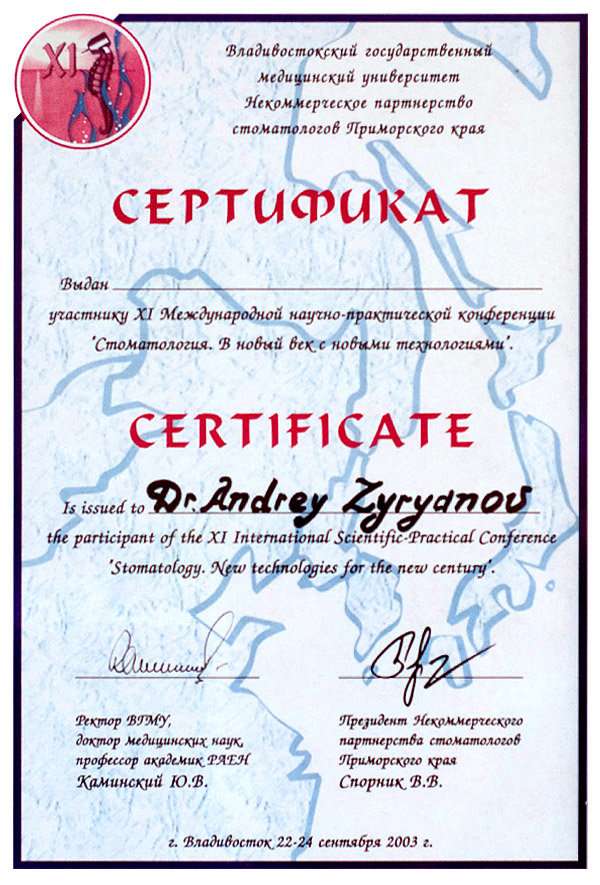 XI
Владивостокский государственный
медицинский университет
Некоммерческое партнерство
стоматологов Приморского края
СЕРТИФИКАТ
Выдан
участнику XI Международной научно-практической конференции
"Стоматология. В новый век с новыми технологиями".
CERTIFICATE
Is issued to Dr. Andrey Zyryanov
the participant of the XI International Scientific-Practical Conference
"Stomatology. New technologies for the new century".
Ректор ВГМУ,
доктор медицинских наук,
профессор академик РАЕН
Каминский Ю.В.
Президент Некоммерческого
партнерства стоматологов
Приморского края
Спорник В.В.
г. Владивосток 22-24 сентября 2003 г.